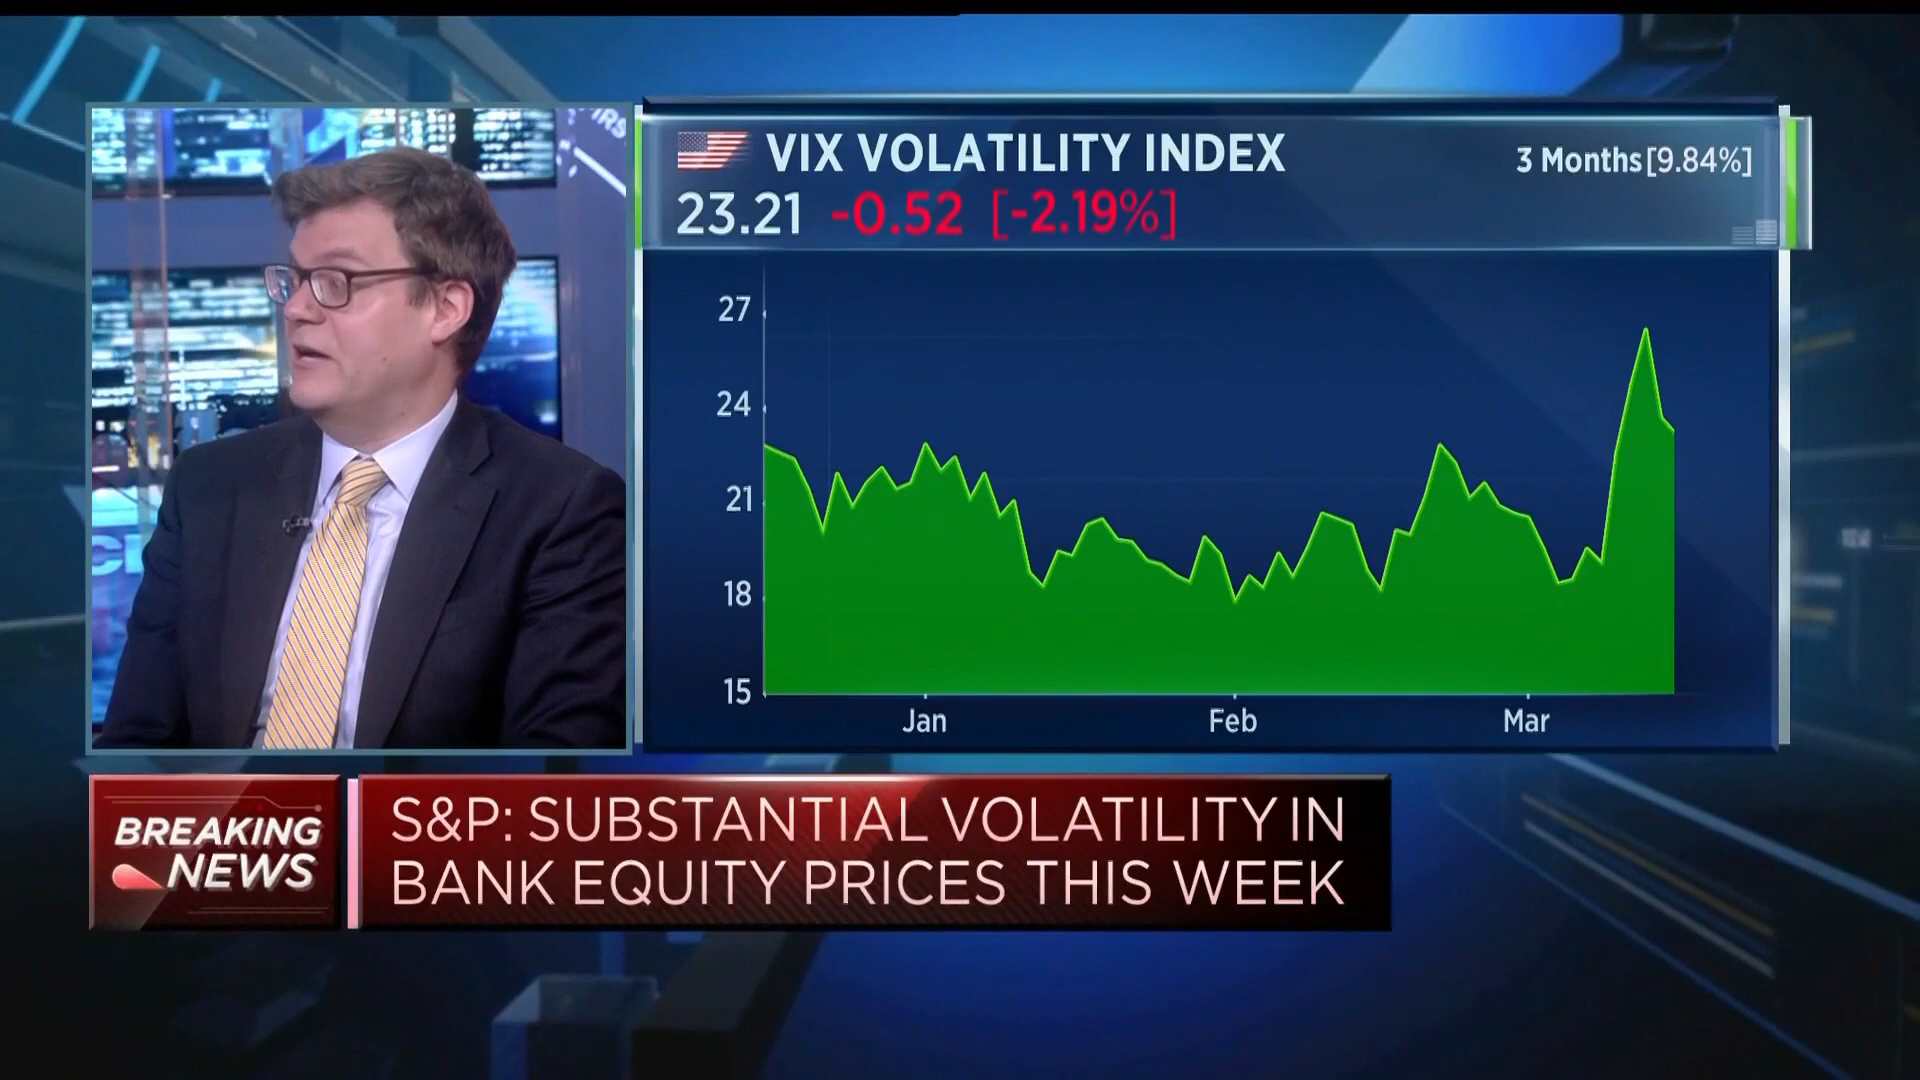 VIX VOLATILITY INDEX
3 Months[9.84%]
23.21 -0.52 [-2.19%]
27
24
21
18
15
Jan Feb Mar
BREAKING
NEWS
S&P: SUBSTANTIAL VOLATILITY IN
BANK EQUITY PRICES THIS WEEK